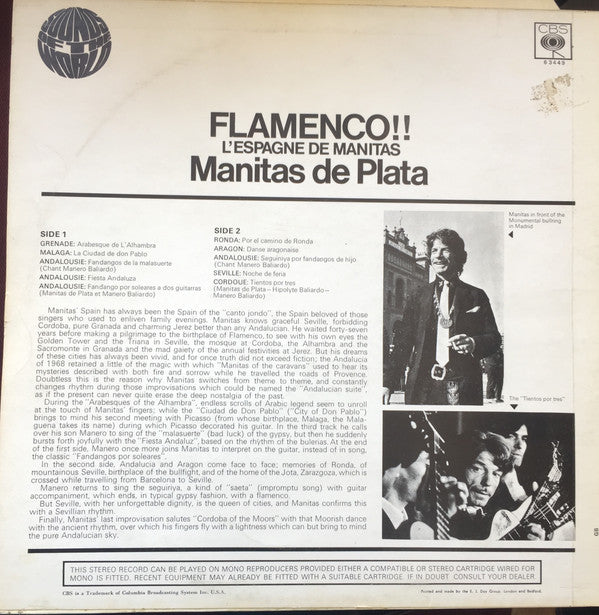 YOUNG
ET
WORLD
CBS
63449
FLAMENCO!!
L'ESPAGNE DE MANITAS
Manitas de Plata
SIDE 1
GRENADE: Arabesque de L'Alhambra
MALAGA: La Ciudad de don Pablo
ANDALOUSIE: Fandangos de la malasuerte
(Chant Manero Baliardo)
ANDALOUSIE: Fiesta Andaluza
ANDALOUSIE: Fandango por soleares a dos guitarras
(Manitas de Plata et Manero Baliardo)
SIDE 2
RONDA: Por el camino de Ronda
ARAGON: Danse aragonaise
ANDALOUSIE: Seguiniya por fandangos de hijo
(Chant Manero Baliardo)
SEVILLE: Noche de feria
CORDOUE: Tientos por tres
(Manitas de Plata—Hipolyte Baliardo—
Manero Baliardo)
Manitas in front of the
Monumental bullring
in Madrid
Manitas' Spain has always been the Spain of the "canto jondo", the Spain beloved of those
singers who used to enliven family evenings. Manitas knows graceful Seville, forbidding
Cordoba, pure Granada and charming Jerez better than any Andalucian. He waited forty-seven
years before making a pilgrimage to the birthplace of Flamenco, to see with his own eyes the
Golden Tower and the Triana in Seville, the mosque at Cordoba, the Alhambra and the
Sacromonte in Granada and the mad gaiety of the annual festivities at Jerez. But his dreams
of these cities has always been vivid, and for once truth did not exceed fiction; the Andalucia
of 1968 retained a little of the magic with which "Manitas of the caravans" used to hear its
mysteries described with both fire and sorrow while he travelled the roads of Provence.
Doubtless this is the reason why Manitas switches from theme to theme, and constantly
changes rhythm during those improvisations which could be named the "Andalucian suite",
as if the present can never quite erase the deep nostalgia of the past.
During the "Arabesques of the Alhambra", endless scrolls of Arabic legend seem to unroll
at the touch of Manitas' fingers; while the "Ciudad de don Pablo" ("City of Don Pablo")
brings to mind his second meeting with Picasso (from whose birthplace, Malaga, the Mala-
guena takes its name) during which Picasso decorated his guitar. In the third track he calls
over his son Manero to sing of the "malasuerte" (bad luck) of the gypsy, but then he suddenly
bursts forth joyfully with the "Fiesta Andaluz", based on the rhythm of the bulerias. At the end
of the first side, Manero once more joins Manitas to interpret on the guitar, instead of in song,
the classic "Fandangos por soleares".
In the second side, Andalucia and Aragon come face to face; memories of Ronda, of
mountainous Seville, birthplace of the bullfight, and of the home of the Jota, Zarazgoza, which is
crossed while travelling from Barcelona to Seville.
Manero returns to sing the seguiriya, a kind of "saeta" (impromptu song) with guitar
accompaniment, which ends, in typical gypsy fashion, with a flamenco.
But Seville, with her unforgettable dignity, is the queen of cities, and Manitas confirms this
with a Sevillian rhythm.
Finally, Manitas' last improvisation salutes "Cordoba of the Moors" with that Moorish dance
with the ancient rhythm, over which his fingers fly with a lightness which can but bring to mind
the pure Andalucian sky.
The "Tientos por tres"
GB
THIS STEREO RECORD CAN BE PLAYED ON MONO REPRODUCERS PROVIDED EITHER A COMPATIBLE OR STEREO CARTRIDGE WIRED FOR
MONO IS FITTED. RECENT EQUIPMENT MAY ALREADY BE FITTED WITH A SUITABLE CARTRIDGE. IF IN DOUBT CONSULT YOUR DEALER.
CBS is a Trademark of Columbia Broadcasting System Inc. U.S.A.
Printed and made by the E. J. Day Group, London and Bedford.